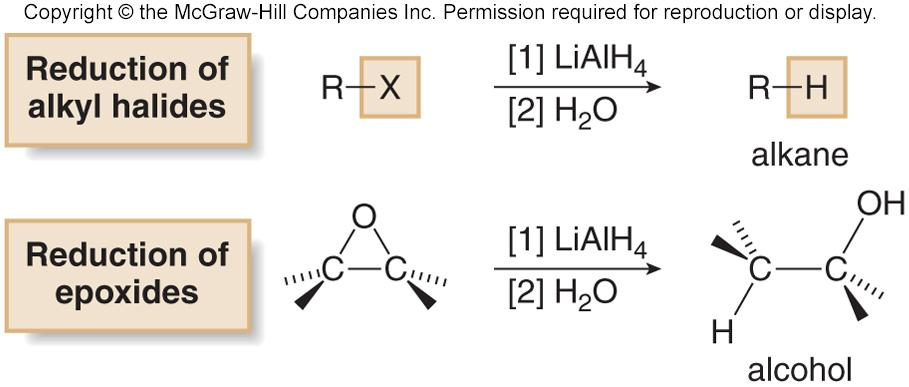 Copyright © the McGraw-Hill Companies Inc. Permission required for reproduction or display.
Reduction of
alkyl halides
R–X
[1] LiAlH4
[2] H2O
R–H
alkane
Reduction of
epoxides
O
C–C
[1] LiAlH4
[2] H2O
OH
C–C
H
alcohol